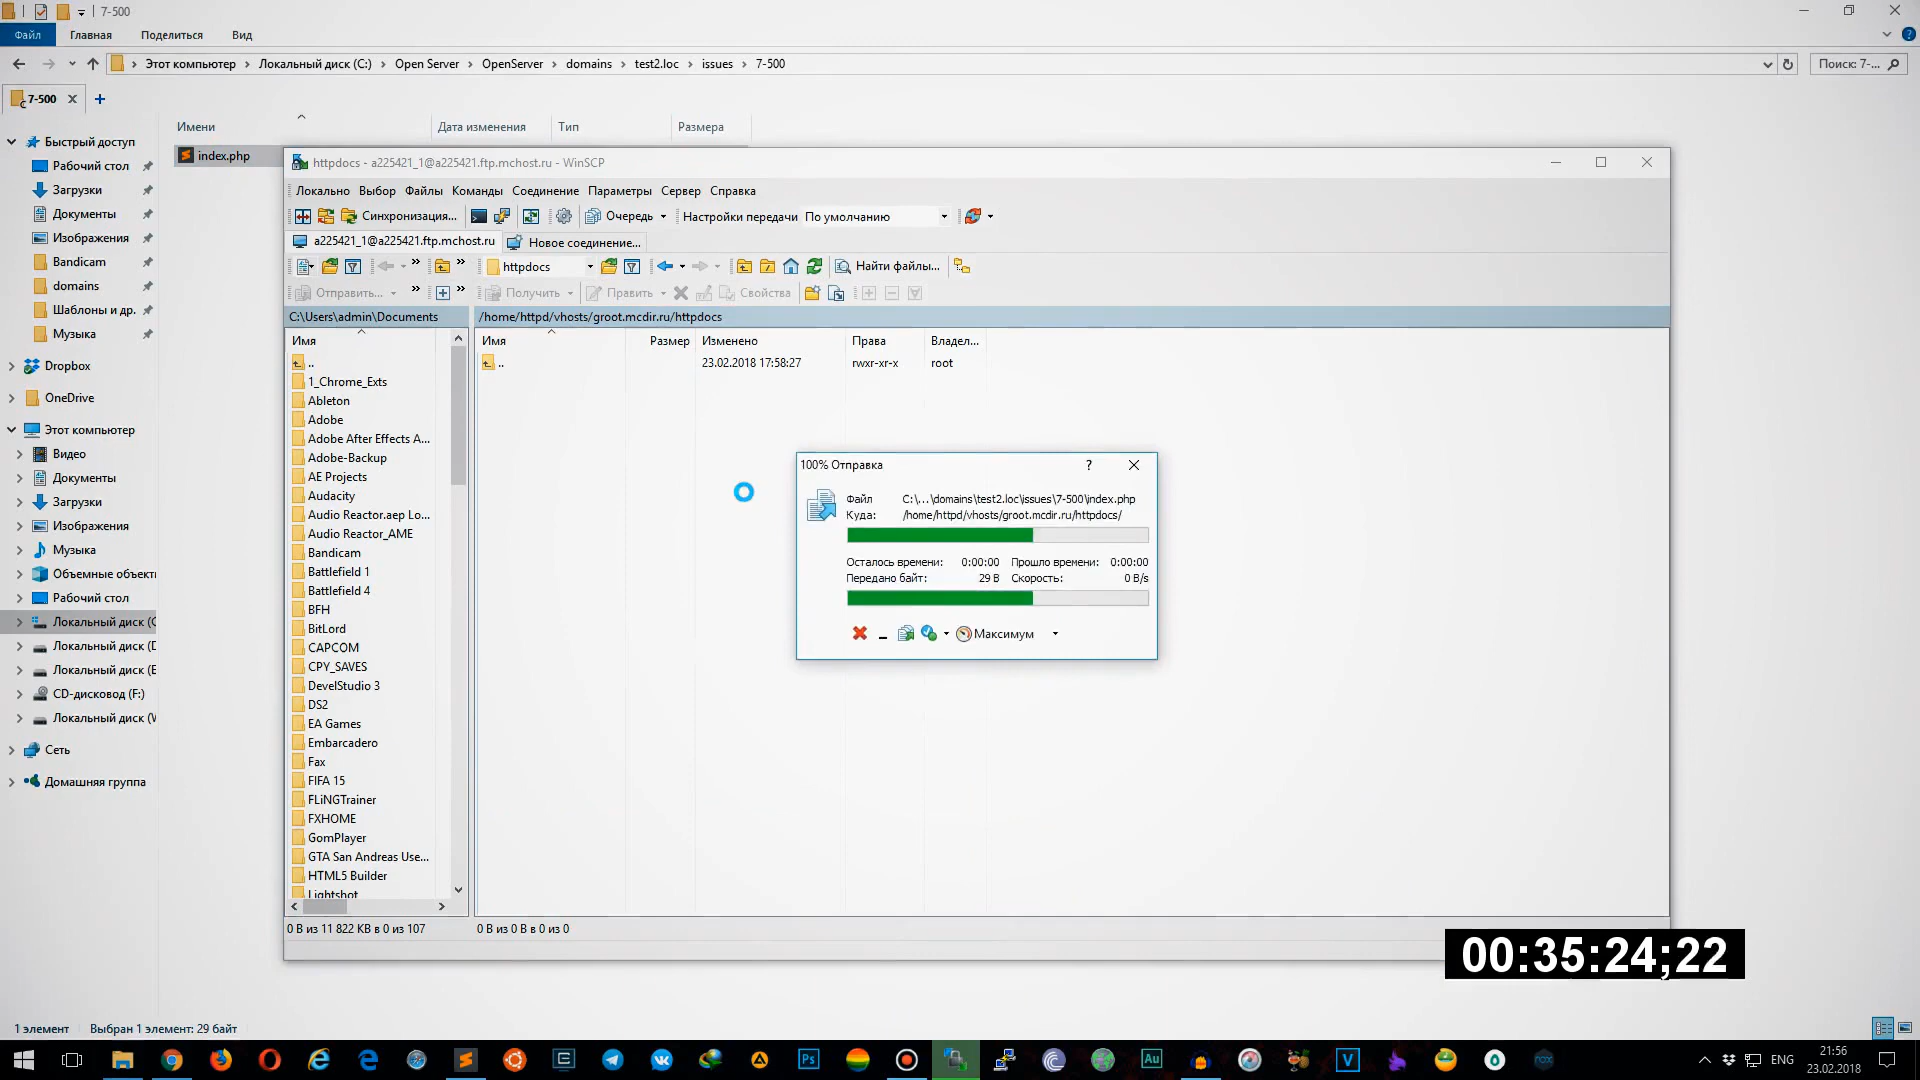 7-500
Файл Главная Поделиться Вид
Этот компьютер Локальный диск (C:) Open Server OpenServer domains test2.loc issues 7-500
Поиск: 7-...
7-500
Имени Дата изменения Тип Размера
index.php
Быстрый доступ
Рабочий стол
Загрузки
Документы
Изображения
Bandicam
domains
Шаблоны и др.
Музыка
Dropbox
OneDrive
Этот компьютер
Видео
Документы
Загрузки
Изображения
Музыка
Объемные объекты
Рабочий стол
Локальный диск (C
Локальный диск (D
Локальный диск (E
CD-дисковод (F:)
Локальный диск (V
Сеть
Домашняя группа
httpdocs - a225421_1@a225421.ftp.mchost.ru - WinSCP
Локально Выбор Файлы Команды Соединение Параметры Сервер Справка
Синхронизация... Очередь Настройки передачи По умолчанию
a225421_1@a225421.ftp.mchost.ru Новое соединение...
httpdocs Найти файлы...
Отправить... Получить Править Свойства
C:\Users\admin\Documents /home/httpd/vhosts/groot.mcdir.ru/httpdocs
Имя
..
1_Chrome_Exts
Ableton
Adobe
Adobe After Effects A...
Adobe-Backup
AE Projects
Audacity
Audio Reactor.aep Lo...
Audio Reactor_AME
Bandicam
Battlefield 1
Battlefield 4
BFH
BitLord
CAPCOM
CPY_SAVES
DevelStudio 3
DS2
EA Games
Embarcadero
Fax
FIFA 15
FLiNGTrainer
FXHOME
GomPlayer
GTA San Andreas Use...
HTML5 Builder
Lightshot
Имя Размер Изменено Права Владел...
.. 23.02.2018 17:58:27 rwxr-xr-x root
100% Отправка ?
Файл C:\...\domains\test2.loc\issues\7-500\index.php
Куда: /home/httpd/vhosts/groot.mcdir.ru/httpdocs/
Осталось времени: 0:00:00 Прошло времени: 0:00:00
Передано байт: 29 B Скорость: 0 B/s
Максимум
0 B из 11 822 KB в 0 из 107 0 B из 0 B в 0 из 0
00:35:24;22
1 элемент Выбран 1 элемент: 29 байт
Ps
Au
V
ENG
21:56
23.02.2018